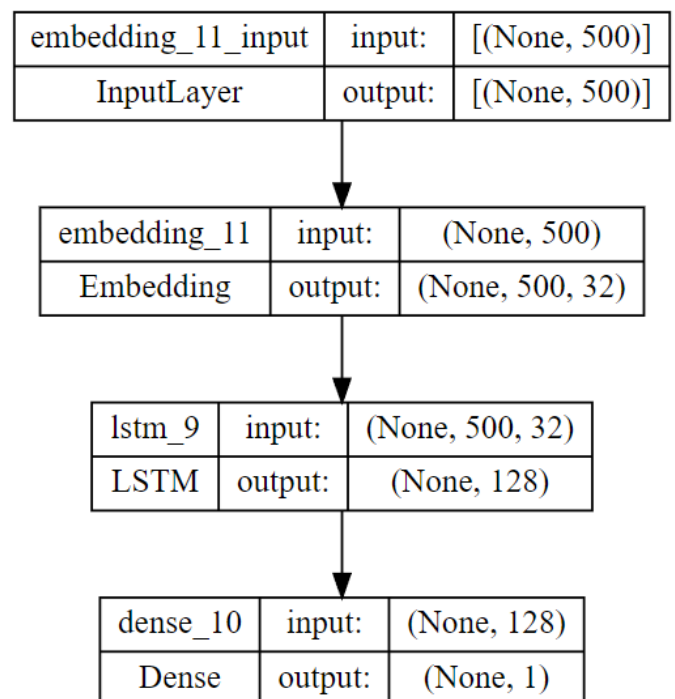 embedding_11_input input: [(None, 500)]
InputLayer output: [(None, 500)]
embedding_11 input: (None, 500)
Embedding output: (None, 500, 32)
lstm_9 input: (None, 500, 32)
LSTM output: (None, 128)
dense_10 input: (None, 128)
Dense output: (None, 1)